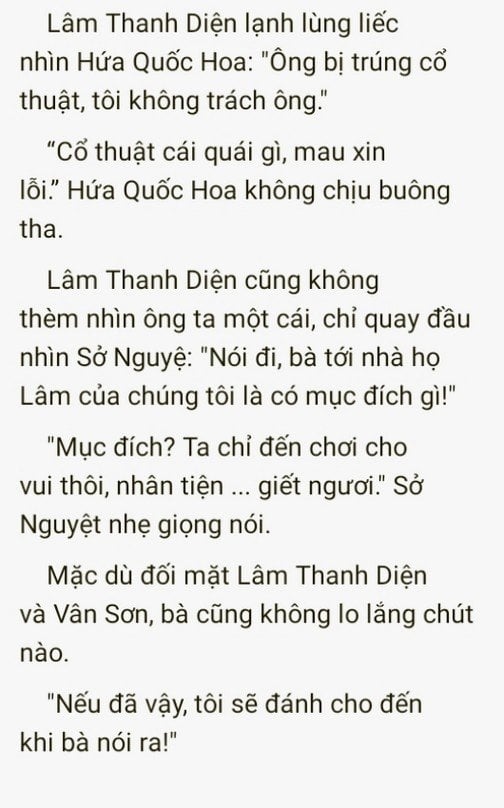 Lâm Thanh Diện lạnh lùng liếc
nhìn Hứa Quốc Hoa: "Ông bị trúng cổ
thuật, tôi không trách ông."
“Cổ thuật cái quái gì, mau xin
lỗi.” Hứa Quốc Hoa không chịu buông
tha.
Lâm Thanh Diện cũng không
thèm nhìn ông ta một cái, chỉ quay đầu
nhìn Sở Nguyệ: "Nói đi, bà tới nhà họ
Lâm của chúng tôi là có mục đích gì!"
"Mục đích? Ta chỉ đến chơi cho
vui thôi, nhân tiện ... giết ngươi." Sở
Nguyệt nhẹ giọng nói.
Mặc dù đối mặt Lâm Thanh Diện
và Vân Sơn, bà cũng không lo lắng chút
nào.
"Nếu đã vậy, tôi sẽ đánh cho đến
khi bà nói ra!"